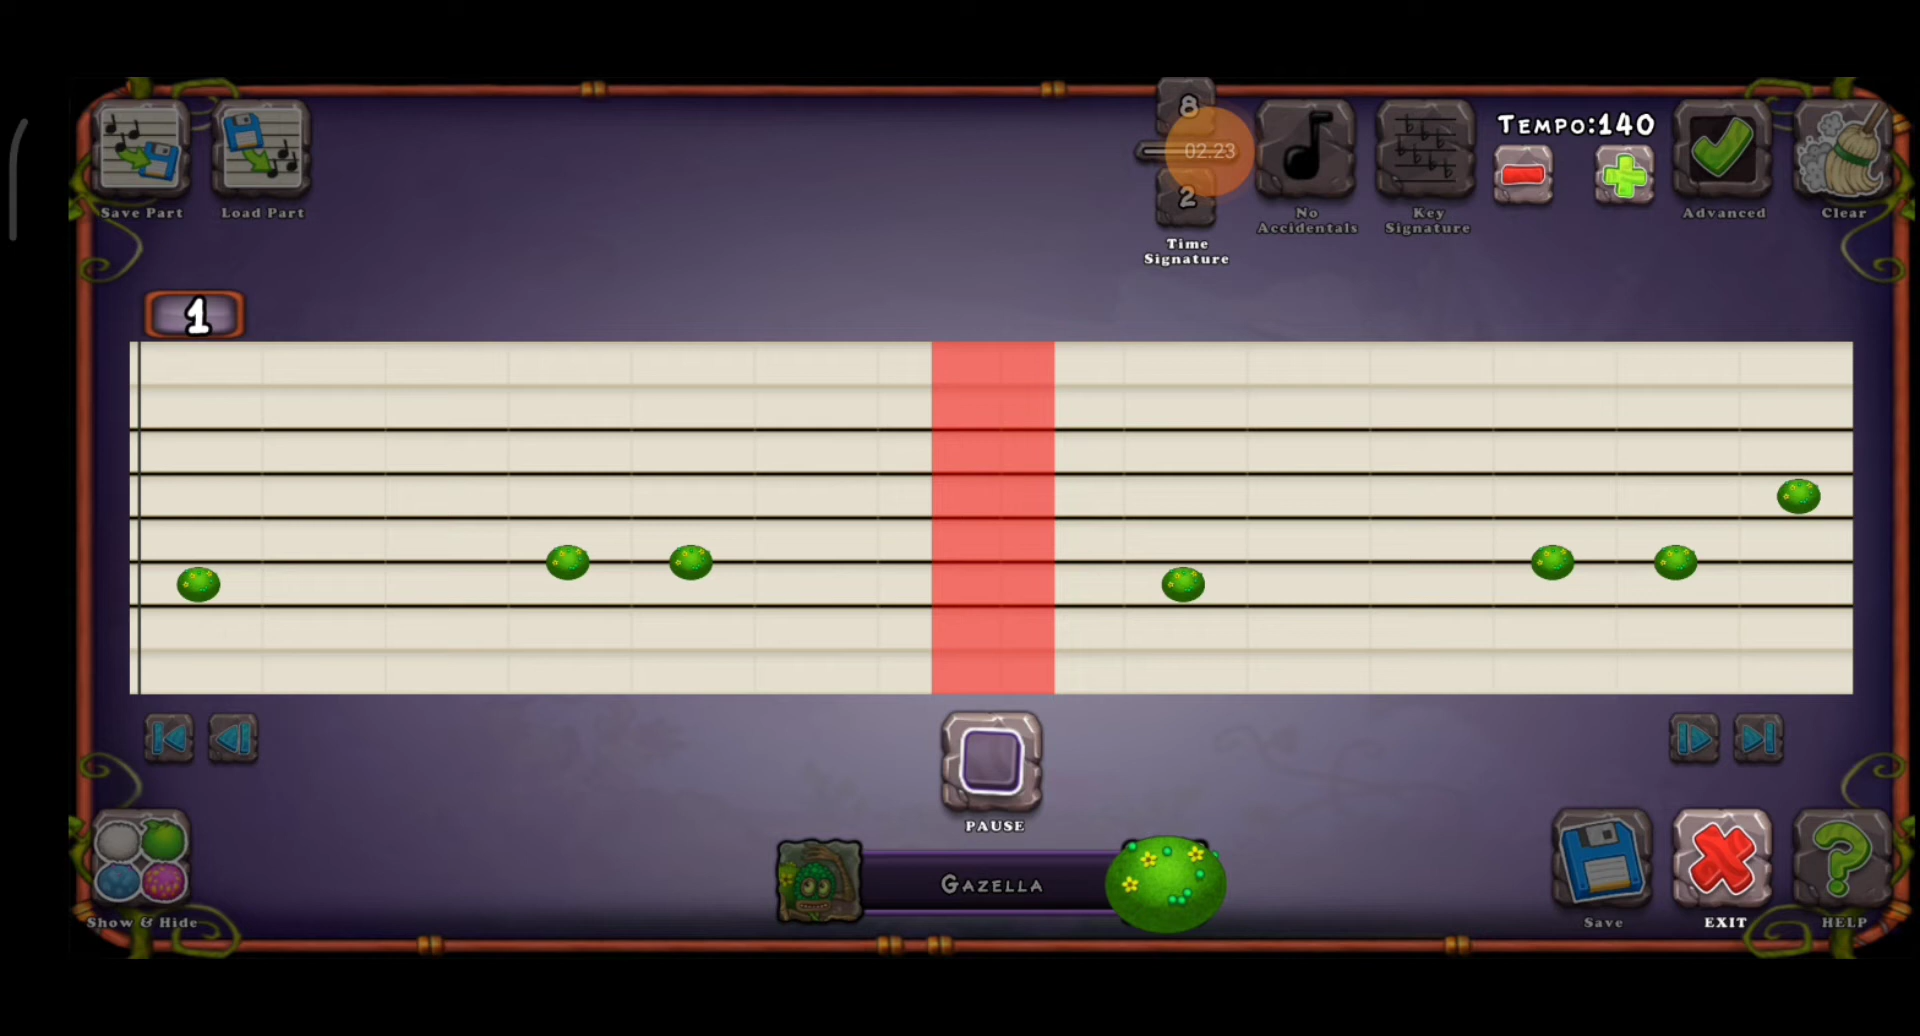 8
02.23
2
TEMPO:140
Save Part
Load Part
Time
Signature
No
Accidentals
Key
Signature
Advanced
Clear
1
PAUSE
GAZELLA
Show & Hide
Save
EXIT
HELP